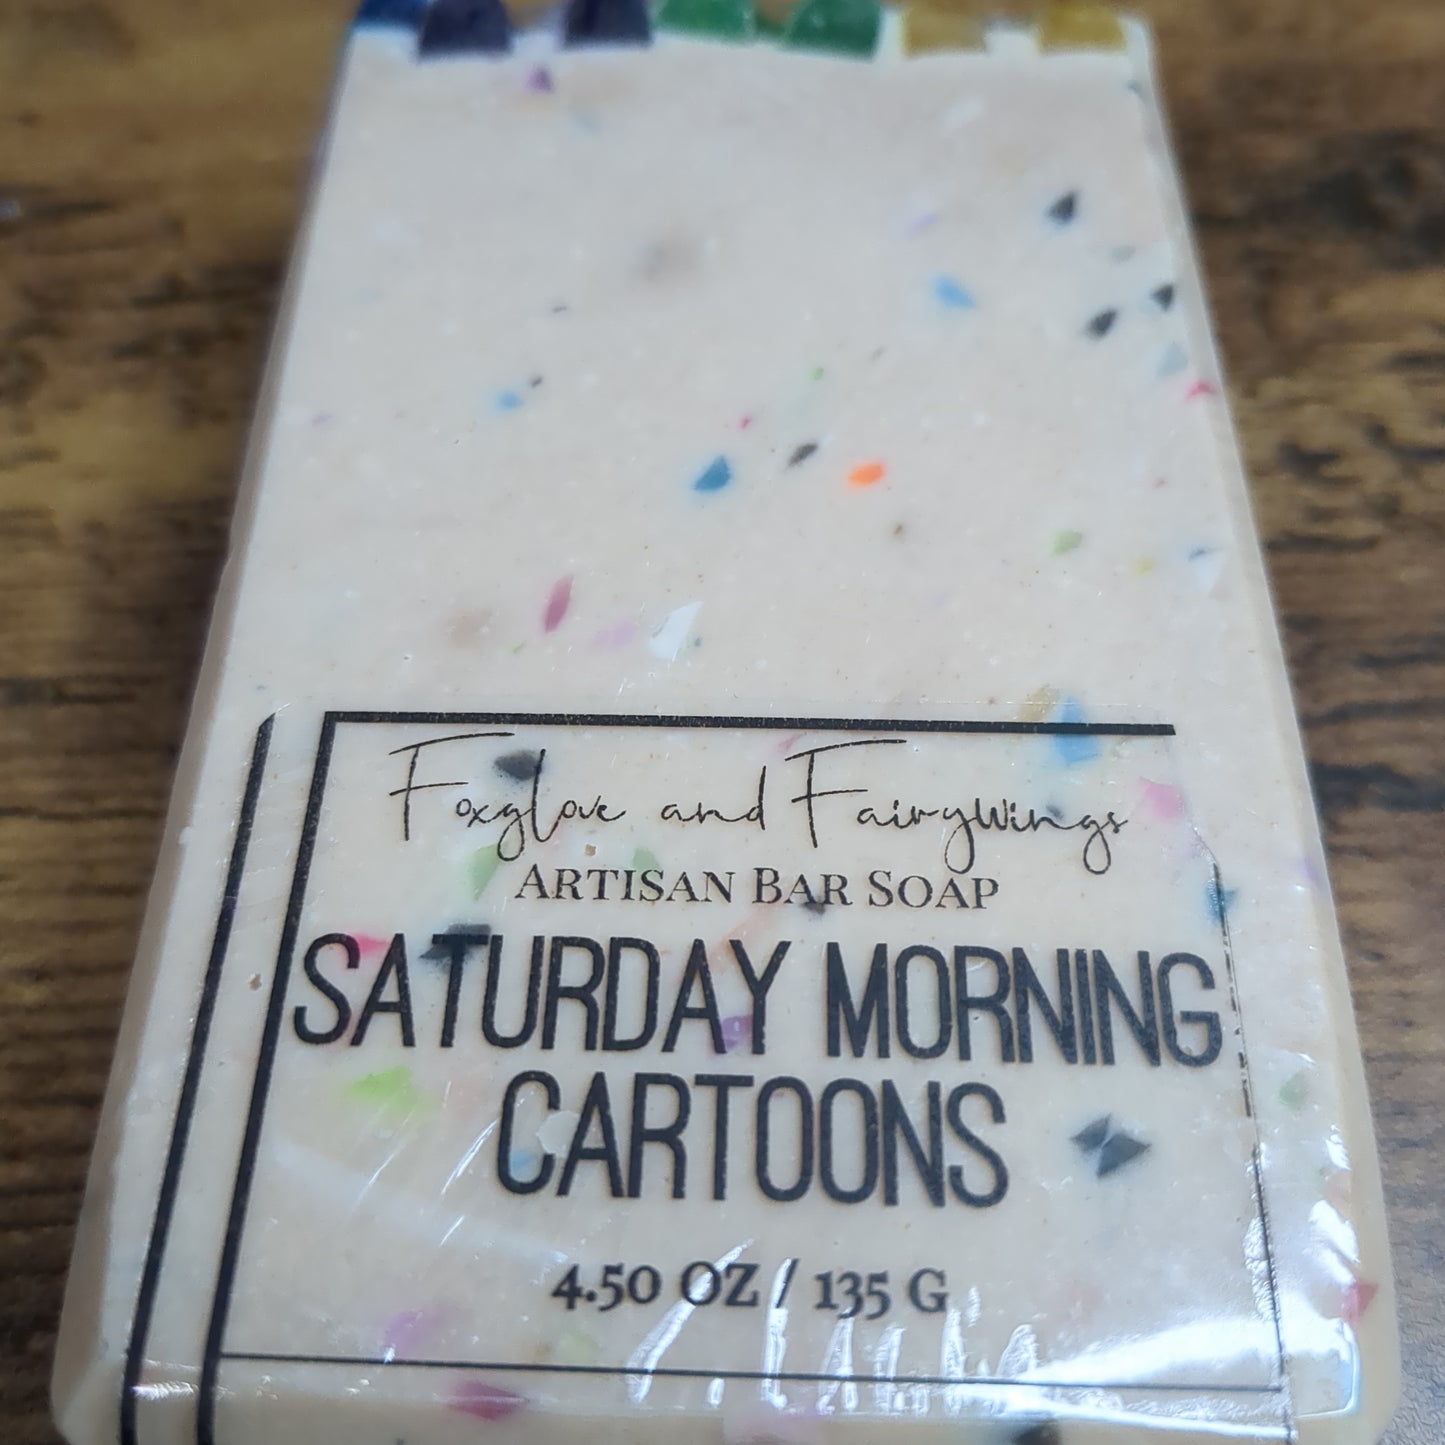 Foxglove and Fairywings
ARTISAN BAR SOAP
SATURDAY MORNING
CARTOONS
4.50 OZ / 135 G